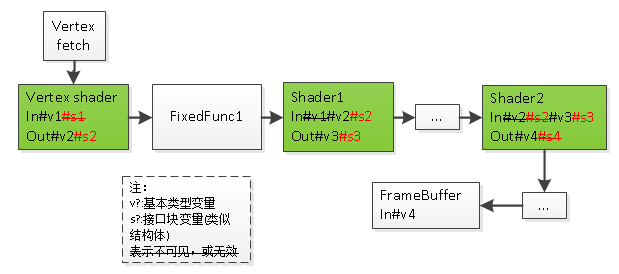 Vertex
fetch
Vertex shader
In#v1#s1
Out#v2#s2
FixedFunc1
Shader1
In#v1#v2#s2
Out#v3#s3
...
Shader2
In#v2#s2#v3#s3
Out#v4#s4
注:
v?:基本类型变量
s?:接口块变量(类似
结构体)
表示不可见,或无效
FrameBuffer
In#v4
...